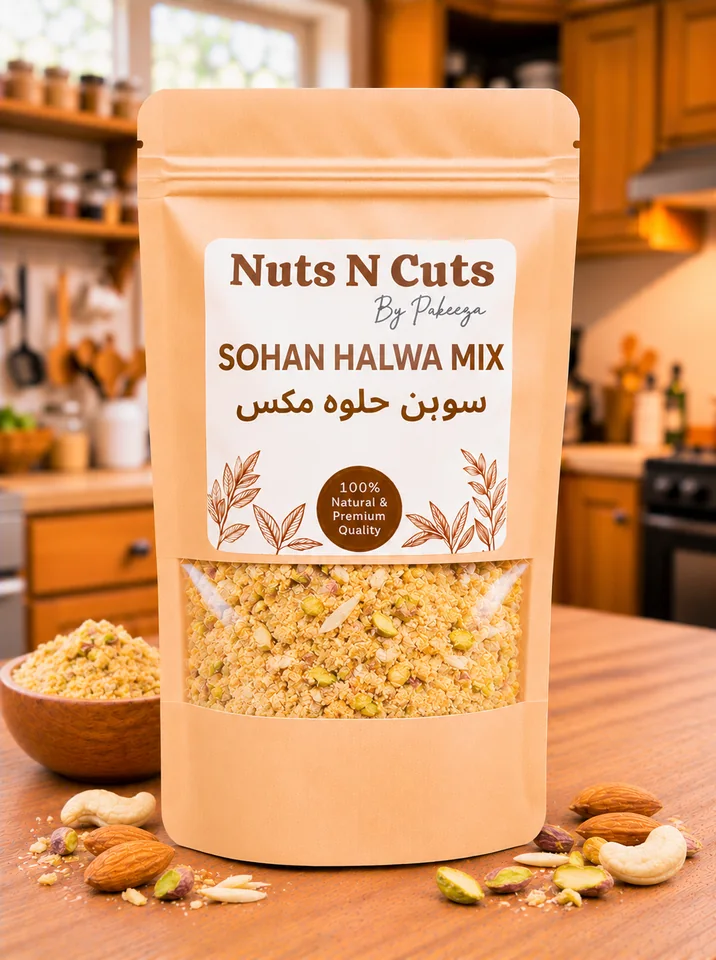 Nuts N Cuts
By Pakeeza
SOHAN HALWA MIX
سوہن حلوہ مکس
100%
Natural &
Premium
Quality